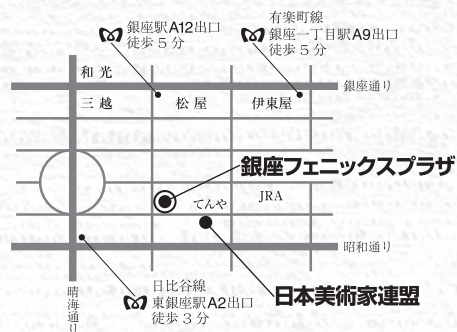 銀座駅A12出口
徒歩５分
有楽町線
銀座一丁目駅A9出口
徒歩５分
和光
銀座通り
三越
松屋
伊東屋
銀座フェニックスプラザ
てんや
JRA
昭和通り
日本美術家連盟
晴海通り
日比谷線
東銀座駅A2出口
徒歩３分